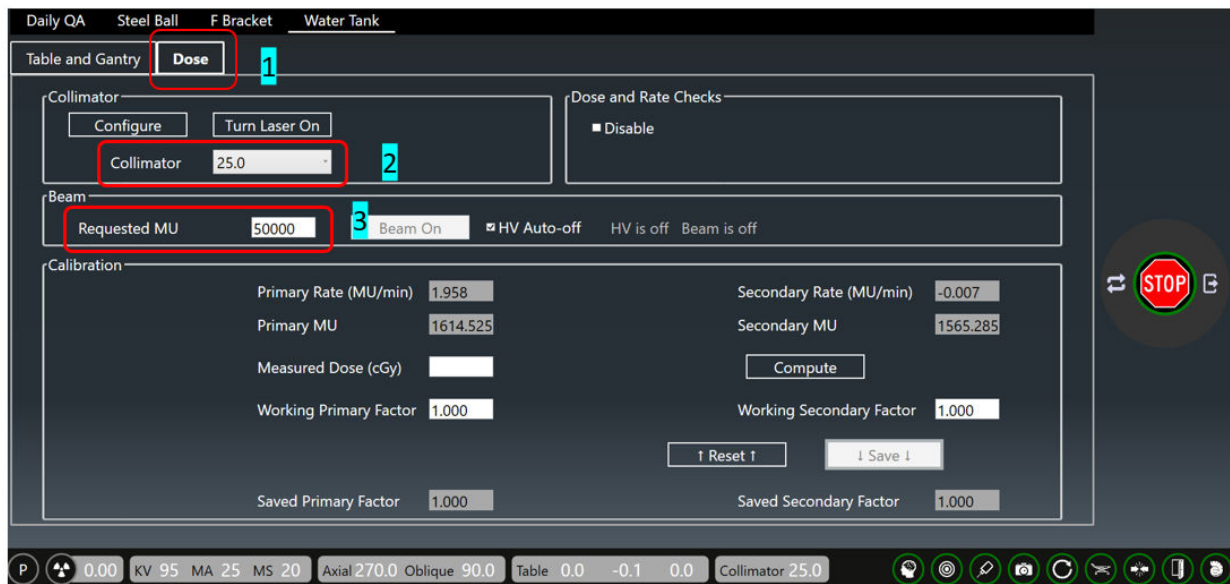 Daily QA Steel Ball F Bracket Water Tank
Table and Gantry Dose 1
Collimator Dose and Rate Checks
Configure Turn Laser On Disable
Collimator 25.0 2
Beam
Requested MU 50000 3 Beam On HV Auto-off HV is off Beam is off
Calibration
Primary Rate (MU/min) 1.958 Secondary Rate (MU/min) -0.007
STOP
Primary MU 1614.525 Secondary MU 1565.285
Measured Dose (cGy) Compute
Working Primary Factor 1.000 Working Secondary Factor 1.000
↑ Reset ↑ ↓ Save ↓
Saved Primary Factor 1.000 Saved Secondary Factor 1.000
P 0.00 KV 95 MA 25 MS 20 Axial 270.0 Oblique 90.0 Table 0.0 -0.1 0.0 Collimator 25.0